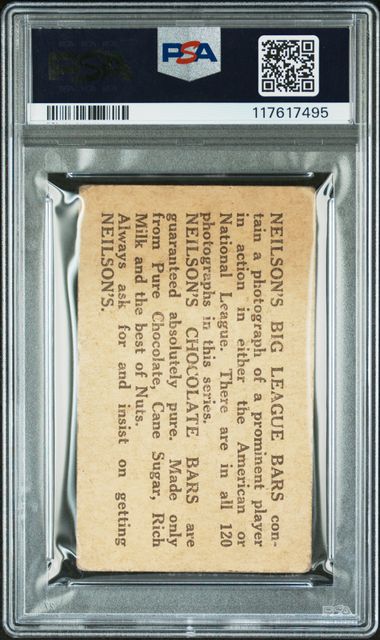 PSA
PSA
117617495
NEILSON'S BIG LEAGUE BARS con-
tain a photograph of a prominent player
in action in either the American or
National League. There are in all 120
photographs in this series.
NEILSON'S CHOCOLATE BARS are
guaranteed absolutely pure. Made only
from Pure Chocolate, Cane Sugar, Rich
Milk and the best of Nuts.
Always ask for and insist on getting
NEILSON'S.